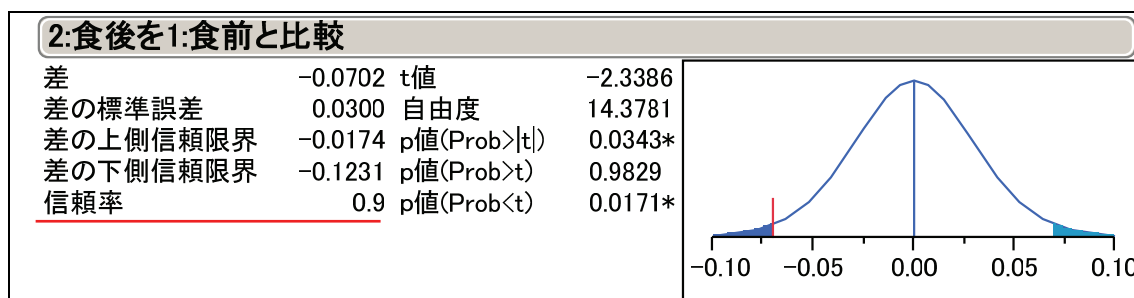 2:食後を1:食前と比較
差 -0.0702 t値 -2.3386
差の標準誤差 0.0300 自由度 14.3781
差の上側信頼限界 -0.0174 p値(Prob>|t|) 0.0343*
差の下側信頼限界 -0.1231 p値(Prob>t) 0.9829
信頼率 0.9 p値(Prob<t) 0.0171*
-0.10 -0.05 0.00 0.05 0.10